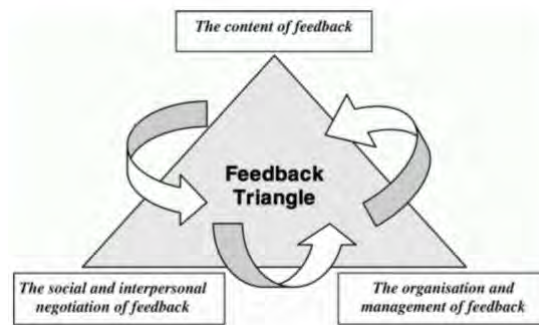 The content of feedback
Feedback
Triangle
The social and interpersonal
negotiation of feedback
The organisation and
management of feedback